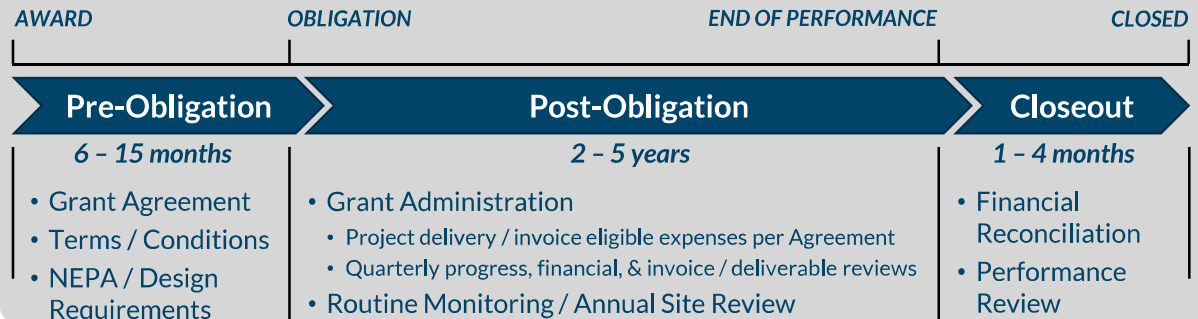 AWARD OBLIGATION END OF PERFORMANCE CLOSED
Pre-Obligation Post-Obligation Closeout
6 – 15 months
• Grant Agreement
• Terms / Conditions
• NEPA / Design
Requirements
2 – 5 years
• Grant Administration
• Project delivery / invoice eligible expenses per Agreement
• Quarterly progress, financial, & invoice / deliverable reviews
• Routine Monitoring / Annual Site Review
1 – 4 months
• Financial
Reconciliation
• Performance
Review